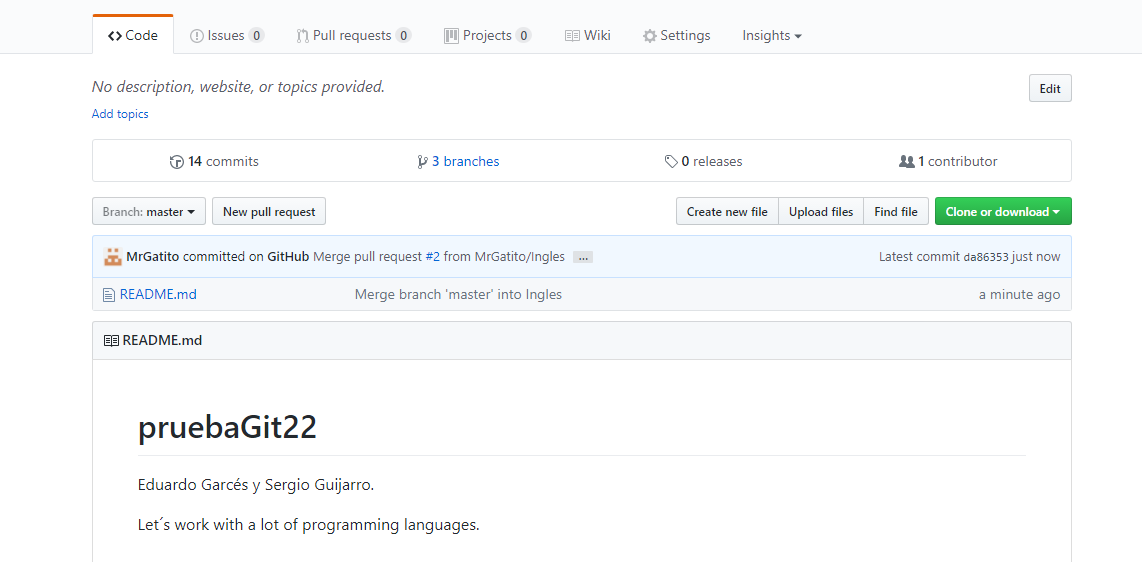 Code Issues 0 Pull requests 0 Projects 0 Wiki Settings Insights
No description, website, or topics provided. Edit
Add topics
14 commits 3 branches 0 releases 1 contributor
Branch: master New pull request Create new file Upload files Find file Clone or download
MrGatito committed on GitHub Merge pull request #2 from MrGatito/Ingles ... Latest commit da86353 just now
README.md Merge branch 'master' into Ingles a minute ago
README.md
pruebaGit22
Eduardo Garcés y Sergio Guijarro.
Let´s work with a lot of programming languages.